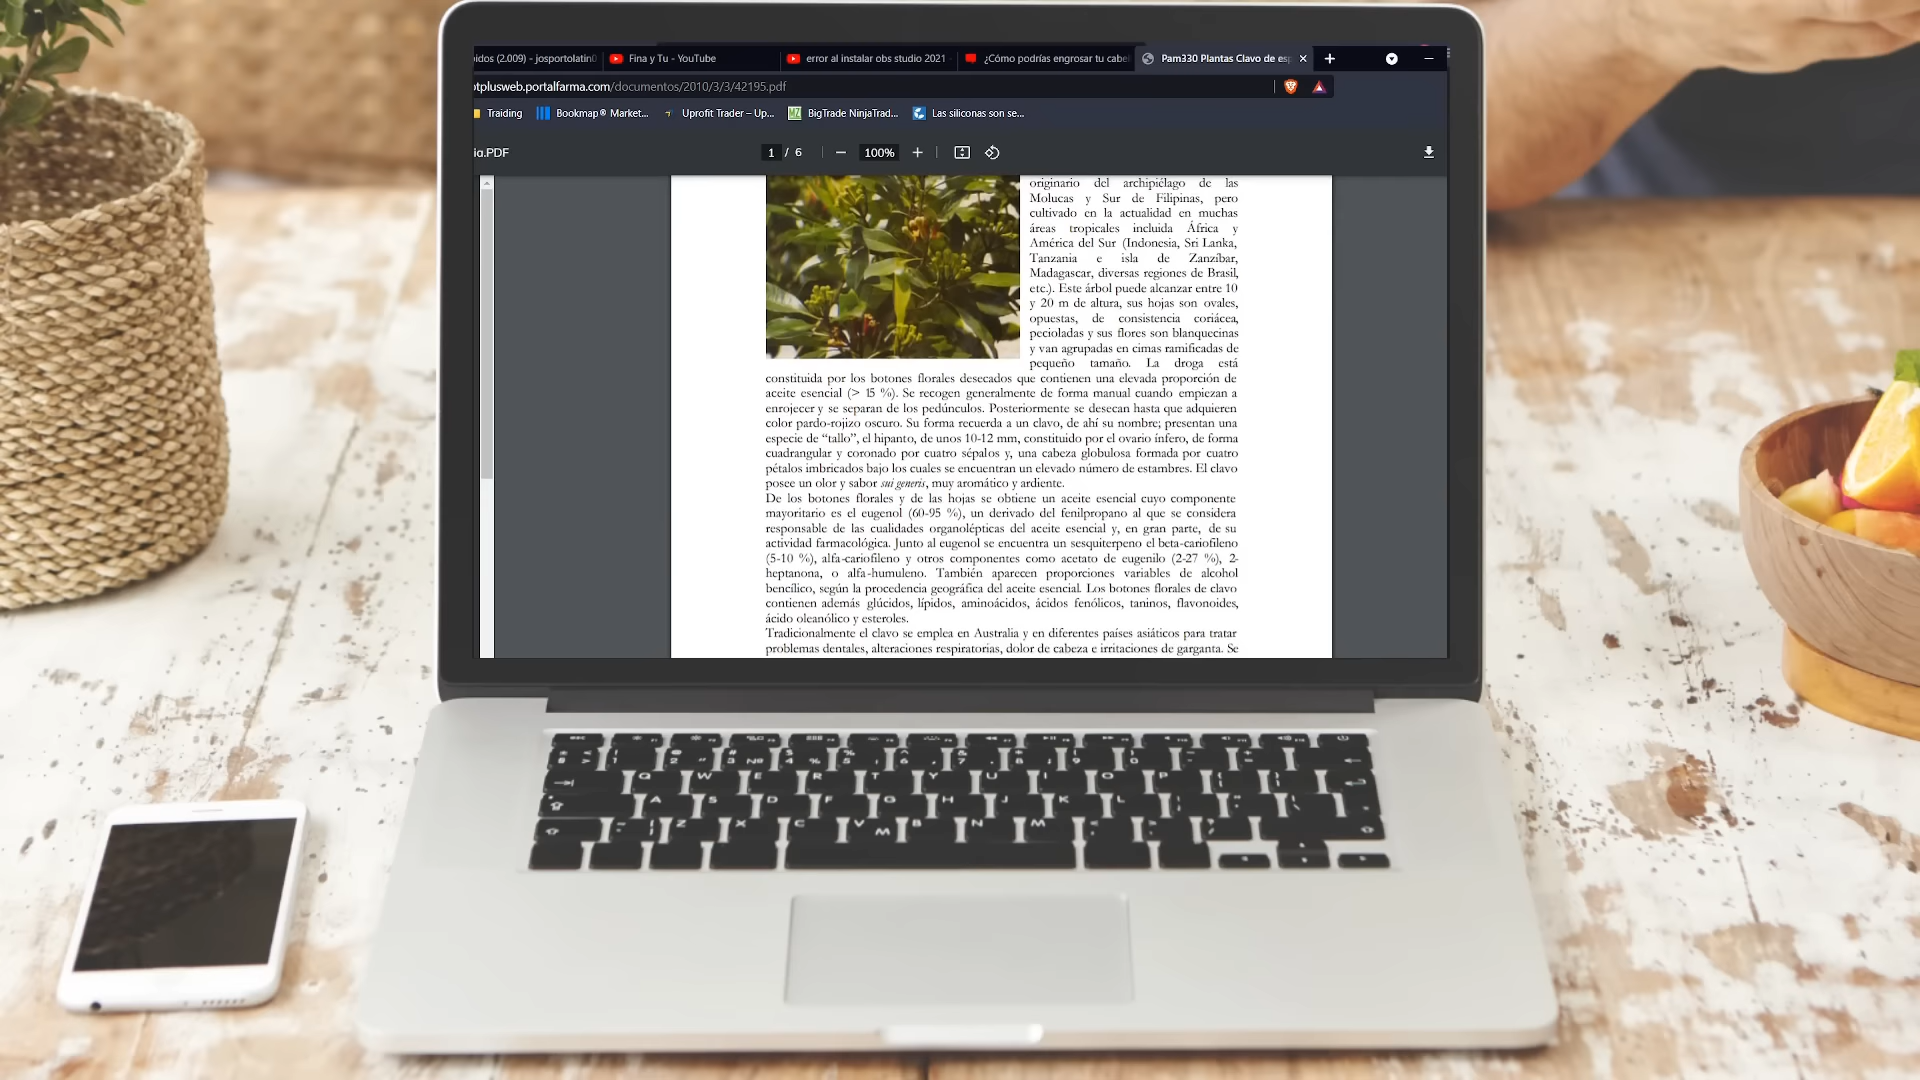 idos (2.009) - josportolatin0
Fina y Tu - YouTube
error al instalar obs studio 2021
¿Cómo podrías engrosar tu cabel
Pam330 Plantas Clavo de esp
otplusweb.portalfarma.com/documentos/2010/3/3/42195.pdf
Traiding
Bookmap® Market...
Uprofit Trader – Up...
BigTrade NinjaTrad...
Las siliconas son se...
ia.PDF
1 / 6
100%
originario del archipiélago de las
Molucas y Sur de Filipinas, pero
cultivado en la actualidad en muchas
áreas tropicales incluida África y
América del Sur (Indonesia, Sri Lanka,
Tanzania e isla de Zanzíbar,
Madagascar, diversas regiones de Brasil,
etc.). Este árbol puede alcanzar entre 10
y 20 m de altura, sus hojas son ovales,
opuestas, de consistencia coriácea,
pecioladas y sus flores son blanquecinas
y van agrupadas en cimas ramificadas de
pequeño tamaño. La droga está
constituida por los botones florales desecados que contienen una elevada proporción de
aceite esencial (> 15 %). Se recogen generalmente de forma manual cuando empiezan a
enrojecer y se separan de los pedúnculos. Posteriormente se desecan hasta que adquieren
color pardo-rojizo oscuro. Su forma recuerda a un clavo, de ahí su nombre; presentan una
especie de “tallo”, el hipanto, de unos 10-12 mm, constituido por el ovario ínfero, de forma
cuadrangular y coronado por cuatro sépalos y, una cabeza globulosa formada por cuatro
pétalos imbricados bajo los cuales se encuentran un elevado número de estambres. El clavo
posee un olor y sabor sui generis, muy aromático y ardiente.
De los botones florales y de las hojas se obtiene un aceite esencial cuyo componente
mayoritario es el eugenol (60-95 %), un derivado del fenilpropano al que se considera
responsable de las cualidades organolépticas del aceite esencial y, en gran parte, de su
actividad farmacológica. Junto al eugenol se encuentra un sesquiterpeno el beta-cariofileno
(5-10 %), alfa-cariofileno y otros componentes como acetato de eugenilo (2-27 %), 2-
heptanona, o alfa-humuleno. También aparecen proporciones variables de alcohol
bencílico, según la procedencia geográfica del aceite esencial. Los botones florales de clavo
contienen además glúcidos, lípidos, aminoácidos, ácidos fenólicos, taninos, flavonoides,
ácido oleanólico y esteroles.
Tradicionalmente el clavo se emplea en Australia y en diferentes países asiáticos para tratar
problemas dentales, alteraciones respiratorias, dolor de cabeza e irritaciones de garganta. Se
Q W E R T Y U I O P
A S D F G H J K L
Z X C V B N M